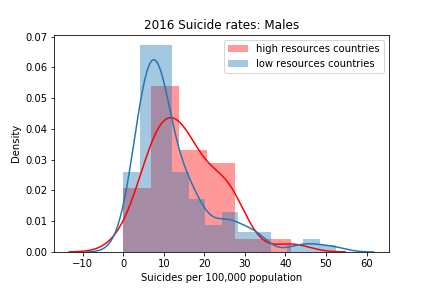 2016 Suicide rates: Males
high resources countries
low resources countries
Density
0.07
0.06
0.05
0.04
0.03
0.02
0.01
0.00
−10 0 10 20 30 40 50 60
Suicides per 100,000 population